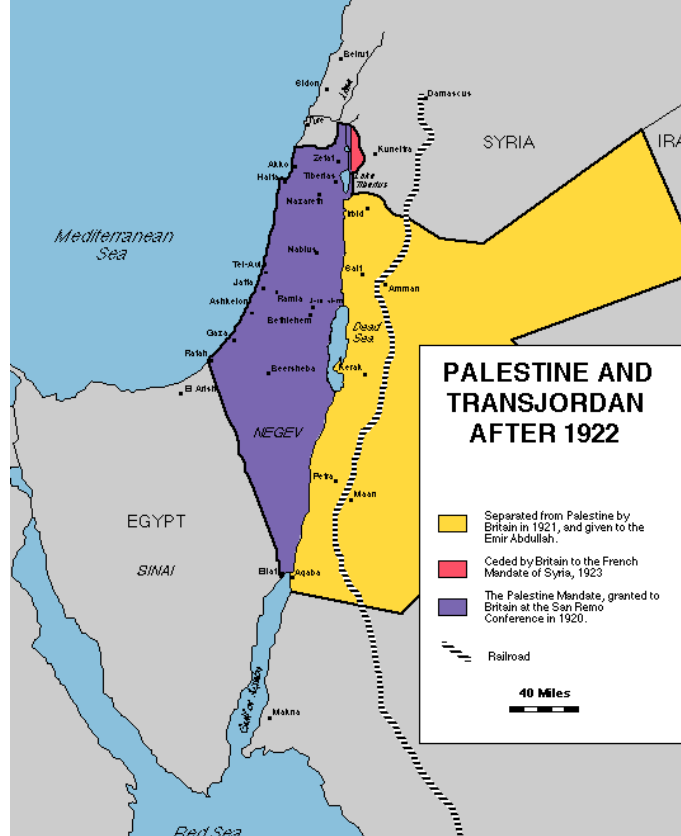 Beirut
Sidon
Damascus
Tyre
SYRIA
Kuneitra
Zefat
Akko
Haifa
Tiberias
Lake
Tiberius
Nazareth
Irbid
Mediterranean
Sea
Nablus
Tel-Aviv
Salt
Jaffa
Amman
Ramla
Ashkelon
Bethlehem
Dead
Sea
Gaza
Rafah
Kerak
Beersheba
El Arish
NEGEV
Petra
Maan
EGYPT
SINAI
Eilat
Aqaba
Gulf of Aqaba
Makna
Red Sea
PALESTINE AND
TRANSJORDAN
AFTER 1922
Separated from Palestine by
Britain in 1921, and given to the
Emir Abdullah.
Ceded by Britain to the French
Mandate of Syria, 1923
The Palestine Mandate, granted to
Britain at the San Remo
Conference in 1920.
Railroad
40 Miles